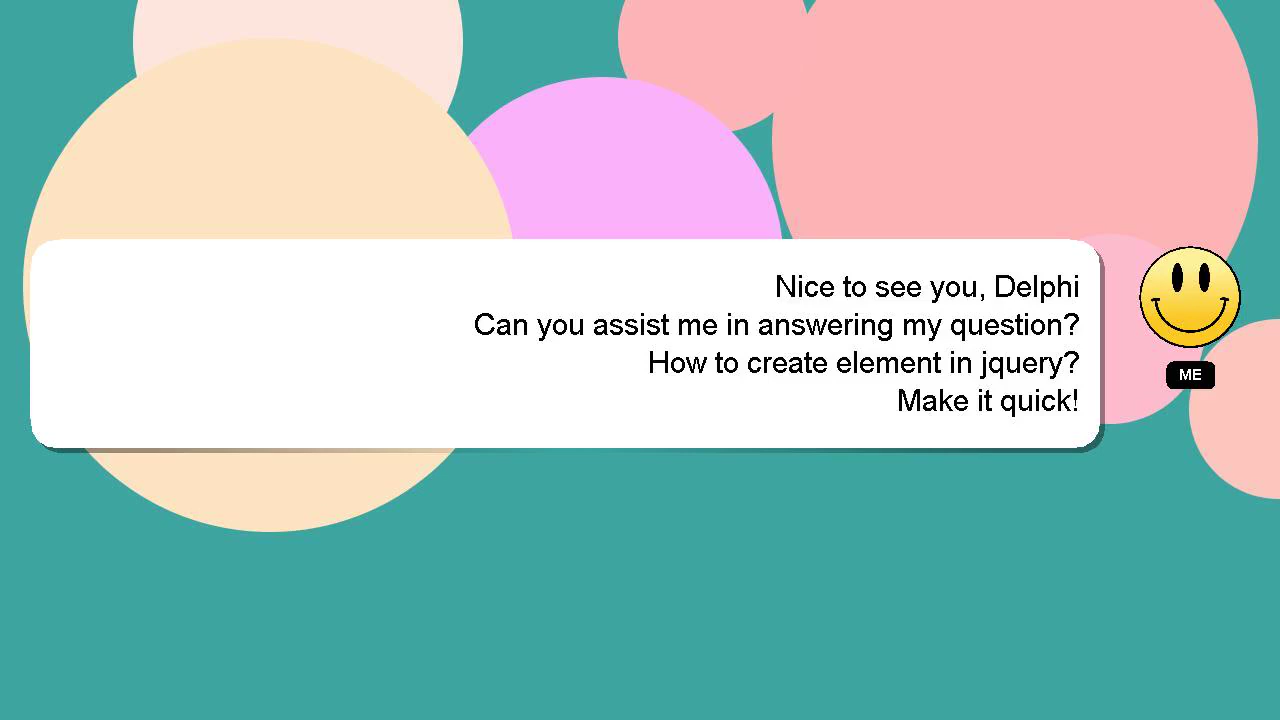 Nice to see you, Delphi
Can you assist me in answering my question?
How to create element in jquery?
Make it quick!
ME